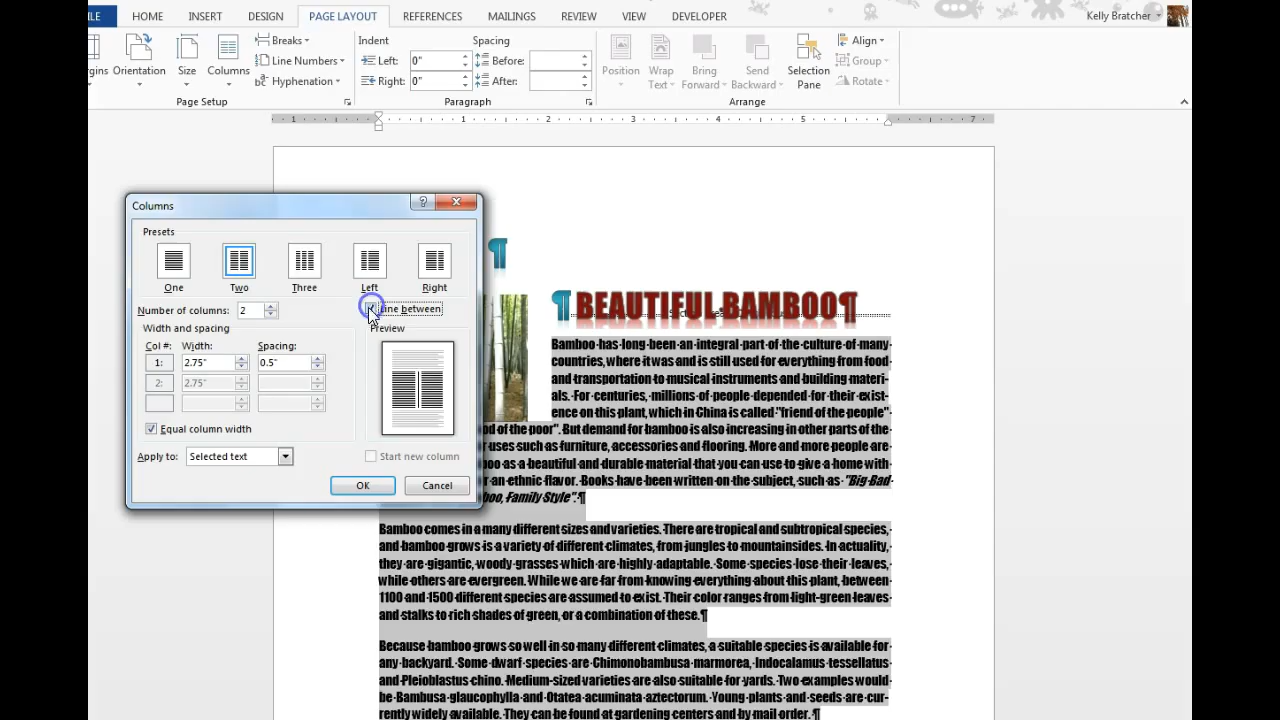 ILE HOME INSERT DESIGN PAGE LAYOUT REFERENCES MAILINGS REVIEW VIEW DEVELOPER Kelly Bratcher
Breaks Indent Spacing Align
Orientation Size Columns Line Numbers Left: 0" Before: Position Wrap Text Bring Forward Send Backward Selection Pane Group
Hyphenation Right: 0" After: Rotate
Page Setup Paragraph Arrange
1 1 2 3 4 5 7
Columns
Presets
One Two Three Left Right
Number of columns: 2 Line between
Width and spacing Preview
Col #: Width: Spacing:
1: 2.75" 0.5"
2: 2.75"
Equal column width
Apply to: Selected text Start new column
OK Cancel
¶
¶BEAUTIFUL BAMBOO¶
Bamboo·has·long·been·an·integral·part·of·the·culture·of·many·
countries,·where·it·was·and·is·still·used·for·everything·from·food·
and·transportation·to·musical·instruments·and·building·materi-
als.·For·centuries,·millions·of·people·depended·for·their·exist-
ence·on·this·plant,·which·in·China·is·called·"friend·of·the·people"·
od·of·the·poor".·But·demand·for·bamboo·is·also·increasing·in·other·parts·of·the·
uses·such·as·furniture,·accessories·and·flooring.·More·and·more·people·are·
oo·as·a·beautiful·and·durable·material·that·you·can·use·to·give·a·home·with·
r·an·ethnic·flavor.·Books·have·been·written·on·the·subject,·such·as·"Big·Bad·
oo,·Family·Style".·¶
Bamboo·comes·in·a·many·different·sizes·and·varieties.·There·are·tropical·and·subtropical·species,·
and·bamboo·grows·is·a·variety·of·different·climates,·from·jungles·to·mountainsides.·In·actuality,·
they·are·gigantic,·woody·grasses·which·are·highly·adaptable.·Some·species·lose·their·leaves,·
while·others·are·evergreen.·While·we·are·far·from·knowing·everything·about·this·plant,·between·
1100·and·1500·different·species·are·assumed·to·exist.·Their·color·ranges·from·light-green·leaves·
and·stalks·to·rich·shades·of·green,·or·a·combination·of·these.¶
Because·bamboo·grows·so·well·in·so·many·different·climates,·a·suitable·species·is·available·for·
any·backyard.·Some·dwarf·species·are·Chimonobambusa·marmorea,·Indocalamus·tessellatus·
and·Pleioblastus·chino.·Medium-sized·varieties·are·also·suitable·for·yards.·Two·examples·would·
be·Bambusa·glaucophylla·and·Otatea·acuminata·aztectorum.·Young·plants·and·seeds·are·cur-
rently·widely·available.·They·can·be·found·at·gardening·centers·and·by·mail·order.·¶